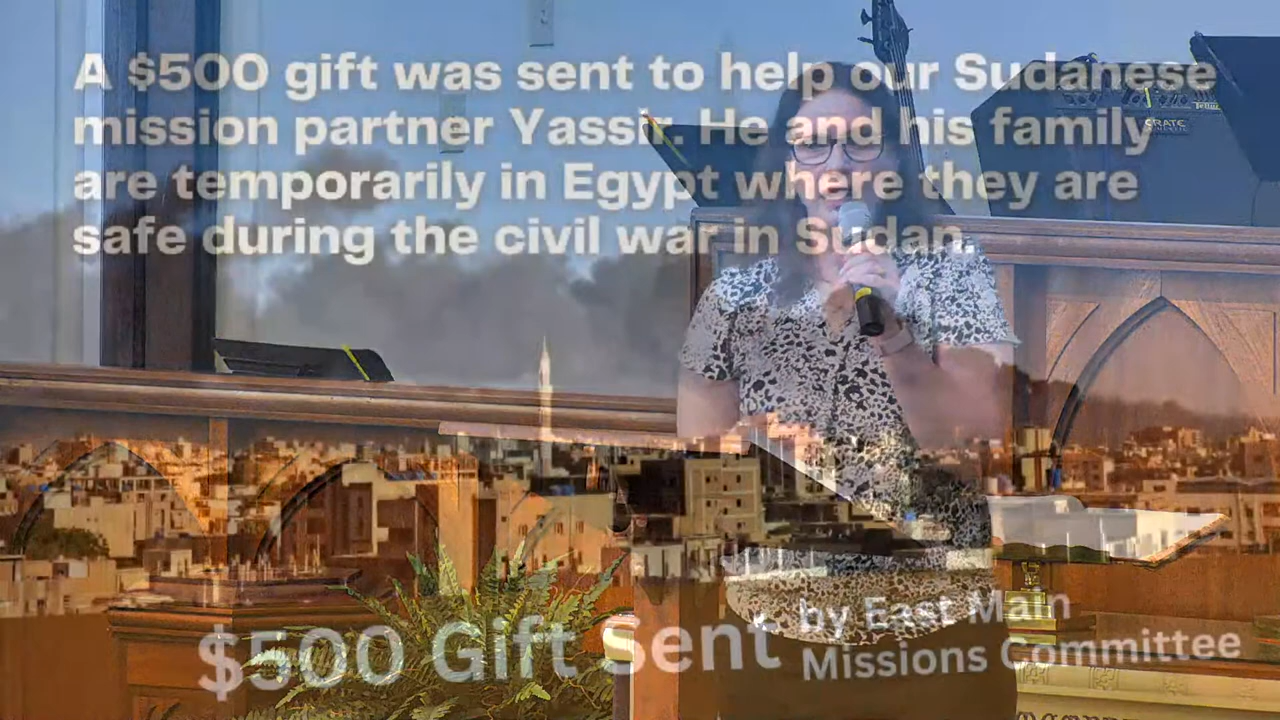 A $500 gift was sent to help our Sudanese
mission partner Yassir. He and his family
are temporarily in Egypt where they are
safe during the civil war in Sudan.
CRATE
$500 Gift Sent
by East Main
Missions Committee